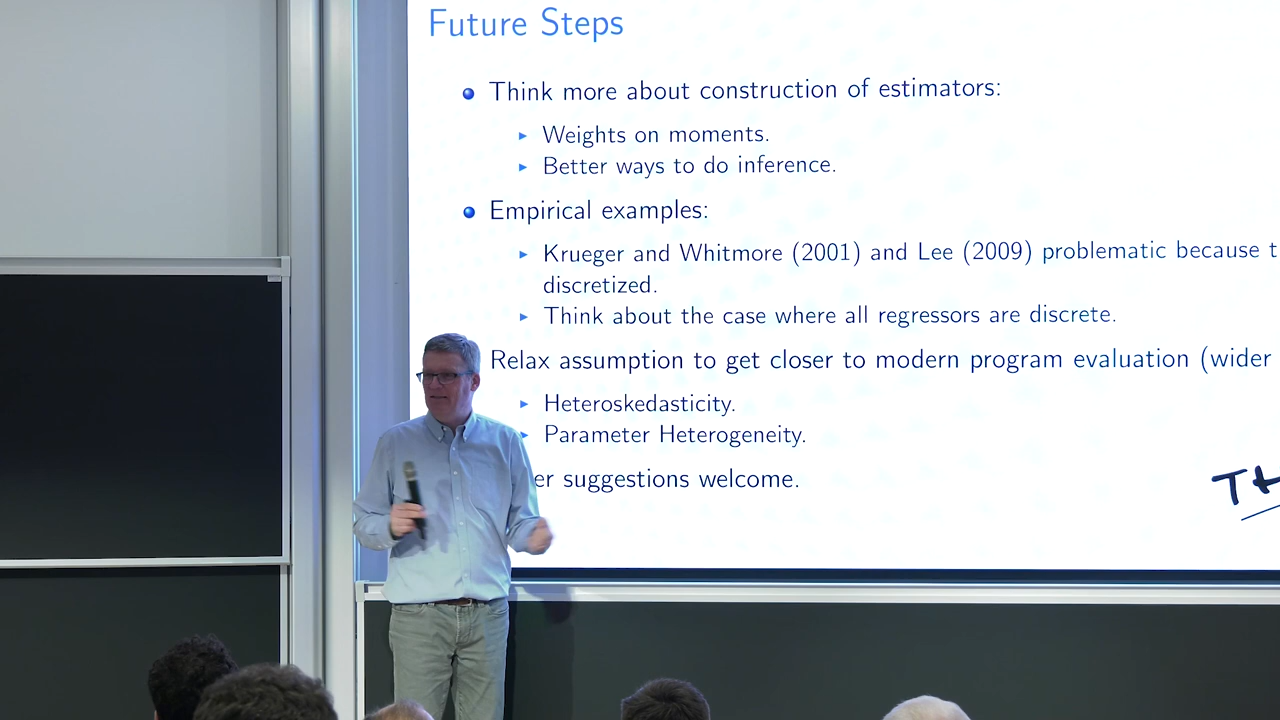 Future Steps
Think more about construction of estimators:
Weights on moments.
Better ways to do inference.
Empirical examples:
Krueger and Whitmore (2001) and Lee (2009) problematic because
discretized.
Think about the case where all regressors are discrete.
Relax assumption to get closer to modern program evaluation (wider
Heteroskedasticity.
Parameter Heterogeneity.
suggestions welcome.